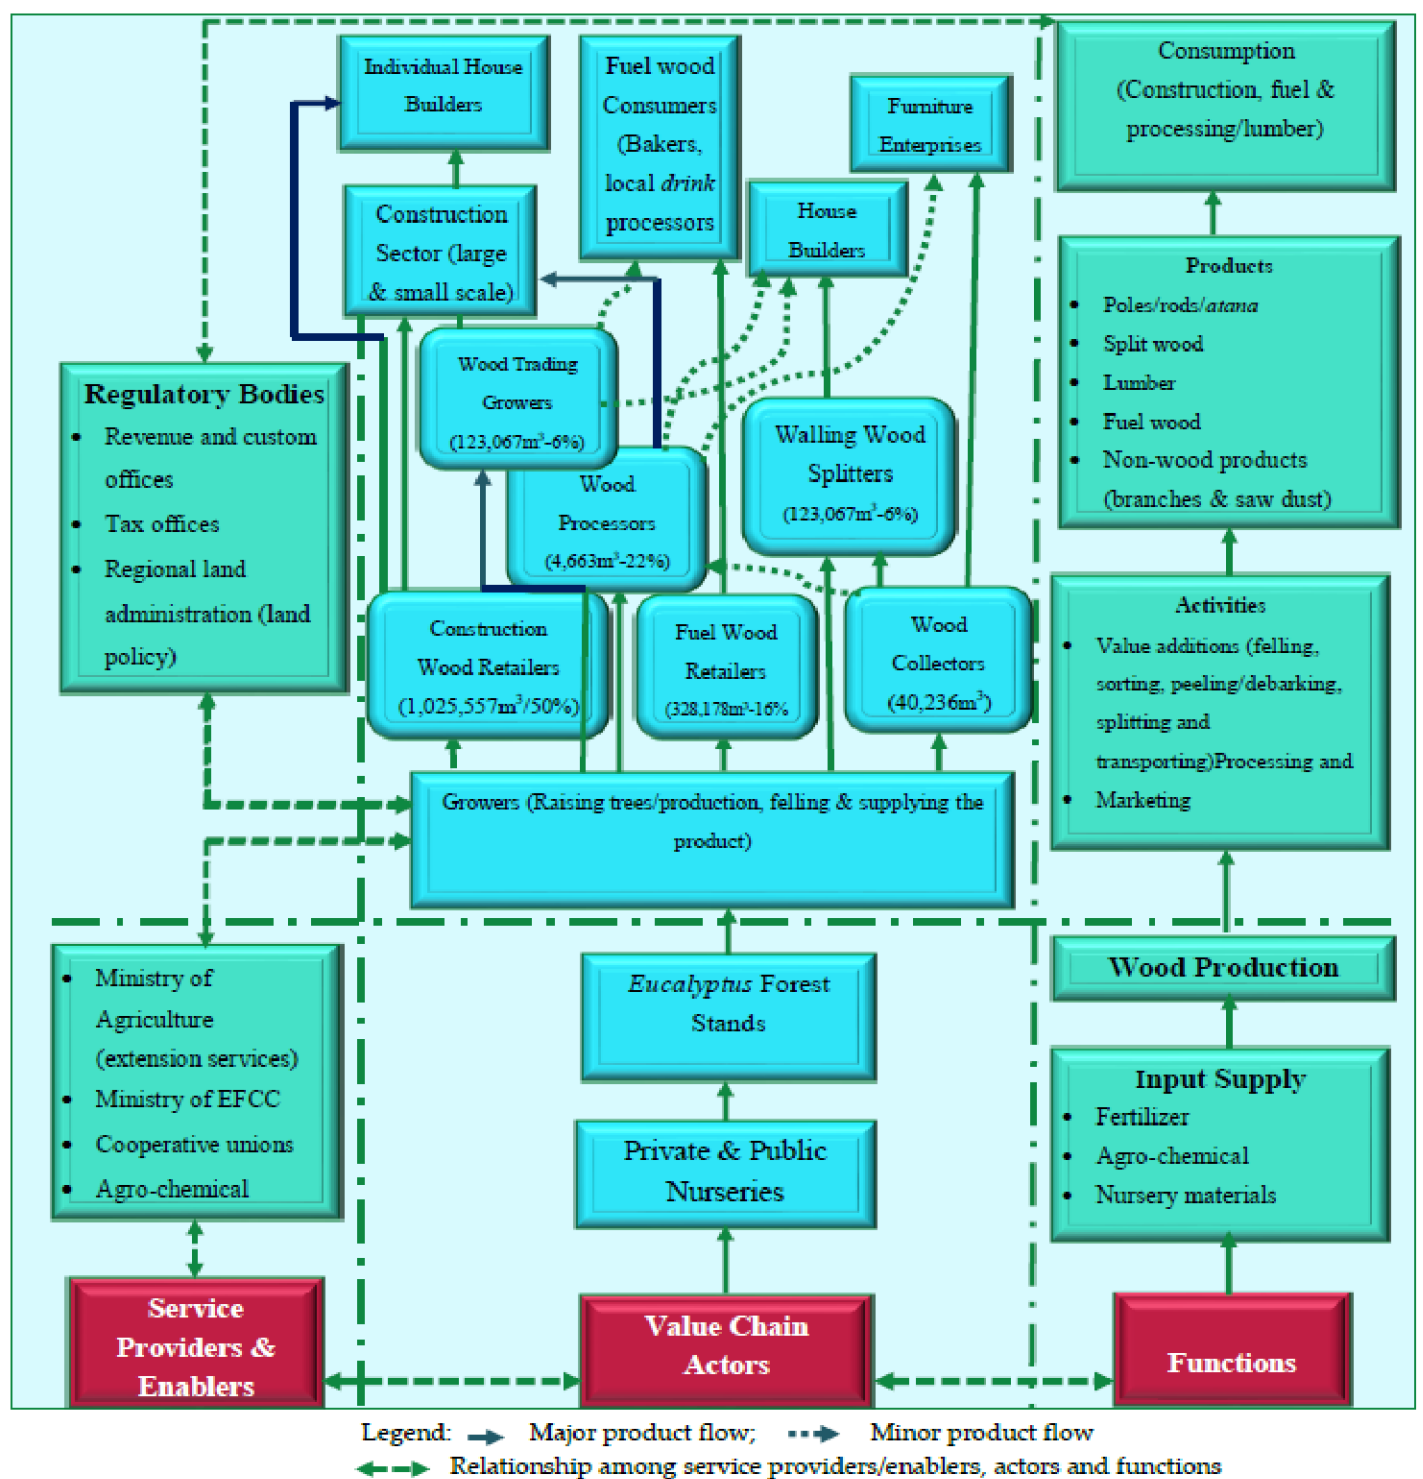 Individual House
Builders
Fuel wood
Consumers
(Bakers,
local drink
processors
Furniture
Enterprises
Consumption
(Construction, fuel &
processing/lumber)
Construction
Sector (large
& small scale)
House
Builders
Products
• Poles/rods/atana
• Split wood
• Lumber
• Fuel wood
• Non-wood products
(branches & saw dust)
Regulatory Bodies
• Revenue and custom
offices
• Tax offices
• Regional land
administration (land
policy)
Wood Trading
Growers
(123,067m³-6%)
Wood
Processors
(4,663m³-22%)
Walling Wood
Splitters
(123,067m³-6%)
Construction
Wood Retailers
(1,025,557m³/50%)
Fuel Wood
Retailers
(328,178m³-16%
Wood
Collectors
(40,236m³)
Activities
• Value additions (felling,
sorting, peeling/debarking,
splitting and
transporting)Processing and
• Marketing
Growers (Raising trees/production, felling & supplying the
product)
• Ministry of
Agriculture
(extension services)
• Ministry of EFCC
• Cooperative unions
• Agro-chemical
Eucalyptus Forest
Stands
Wood Production
Private & Public
Nurseries
Input Supply
• Fertilizer
• Agro-chemical
• Nursery materials
Service
Providers &
Enablers
Value Chain
Actors
Functions
Legend: Major product flow; Minor product flow
Relationship among service providers/enablers, actors and functions